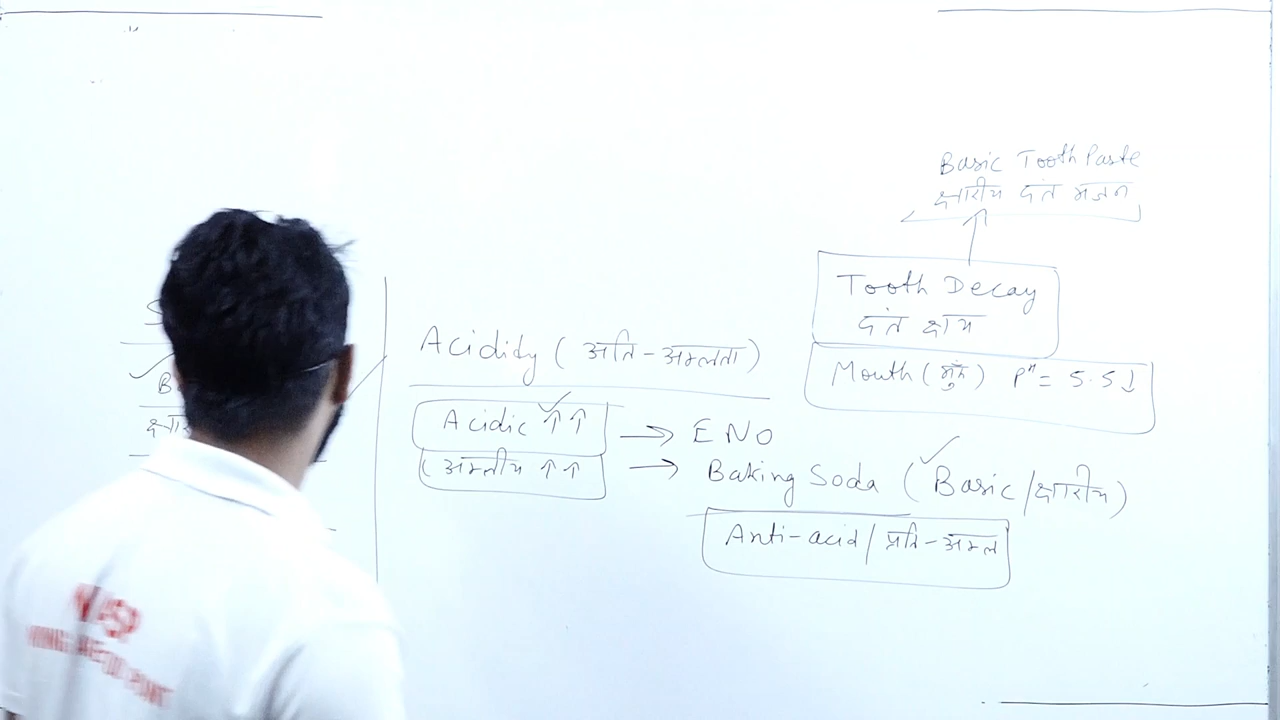 Basic Tooth Paste
क्षारीय दंत मंजन
Tooth Decay
दंत क्षय
Mouth (मुँह) pH = 5.5↓
Acidity (अति-अम्लता)
Acidic ✓ ↑↑
(अम्लीय ↑↑
→ ENO
→ Baking Soda (Basic/क्षारीय)
Anti-acid/प्रति-अम्ल